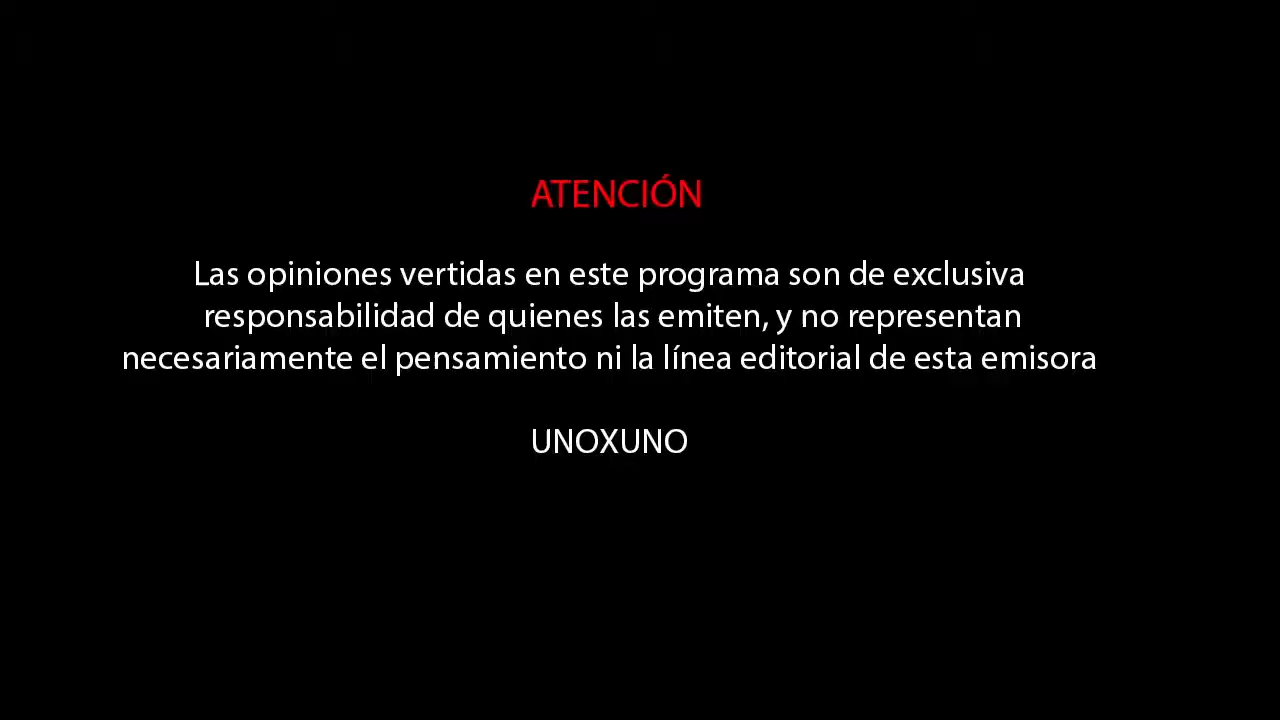 ATENCIÓN
Las opiniones vertidas en este programa son de exclusiva
responsabilidad de quienes las emiten, y no representan
necesariamente el pensamiento ni la línea editorial de esta emisora
UNOXUNO